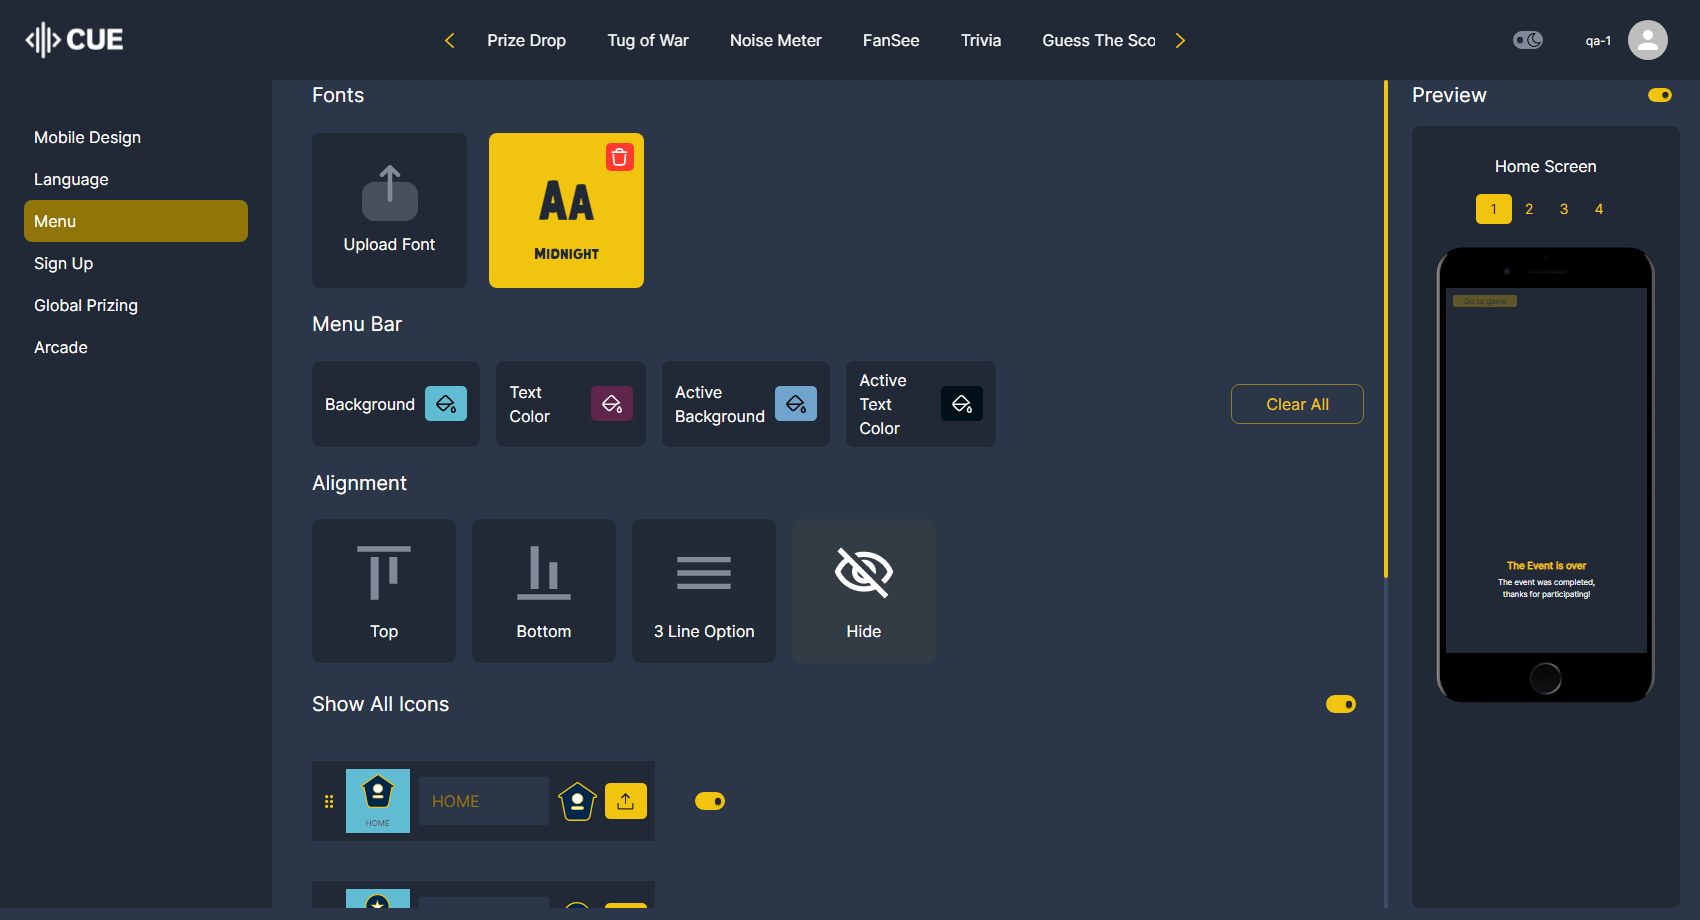 CUE
Prize Drop
Tug of War
Noise Meter
FanSee
Trivia
Guess The Sco
qa-1
Mobile Design
Language
Menu
Sign Up
Global Prizing
Arcade
Fonts
Upload Font
AA
MIDNIGHT
Menu Bar
Background
Text
Color
Active
Background
Active
Text
Color
Clear All
Alignment
Top
Bottom
3 Line Option
Hide
Show All Icons
HOME
HOME
Preview
Home Screen
1 2 3 4
Go to game
The Event is over
The event was completed,
thanks for participating!